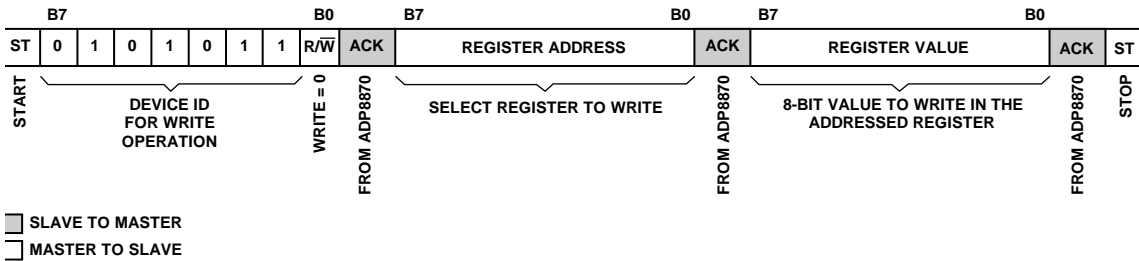 B7 B0 B7 B0 B7 B0
ST 0 1 0 1 0 1 1 R/W̅ ACK REGISTER ADDRESS ACK REGISTER VALUE ACK ST
START
DEVICE ID
FOR WRITE
OPERATION
WRITE = 0
FROM ADP8870
SELECT REGISTER TO WRITE
FROM ADP8870
8-BIT VALUE TO WRITE IN THE
ADDRESSED REGISTER
FROM ADP8870
STOP
SLAVE TO MASTER
MASTER TO SLAVE